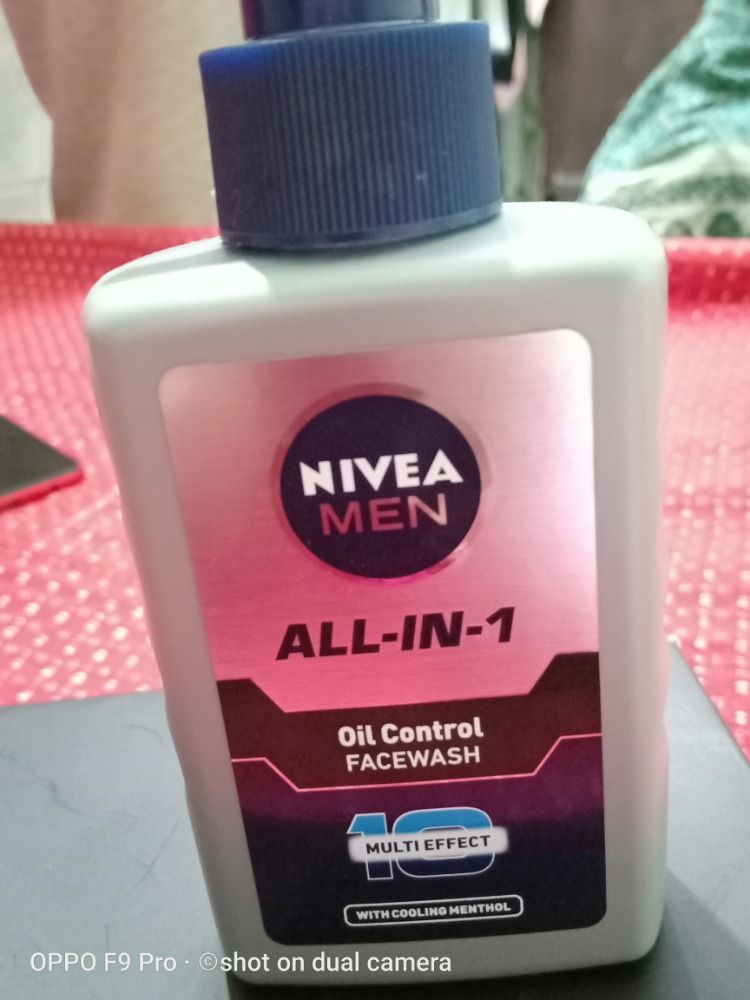 NIVEA
MEN
ALL-IN-1
Oil Control
FACEWASH
10
MULTI EFFECT
WITH COOLING MENTHOL
OPPO F9 Pro · ©shot on dual camera